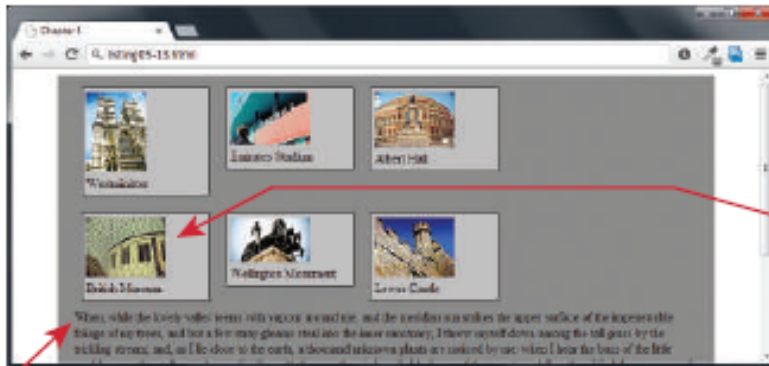 Chapter 5
listing05-13.html
Westminster
Emirates Stadium
Albert Hall
British Museum
Wellington Monument
Lewes Castle
When, while the lovely valley teems with vapour around me, and the meridian sun strikes the upper surface of the impenetrable
foliage of my trees, and but a few stray gleams steal into the inner sanctuary, I throw myself down among the tall grass by the
trickling stream; and, as I lie close to the earth, a thousand unknown plants are noticed by me: when I hear the buzz of the little